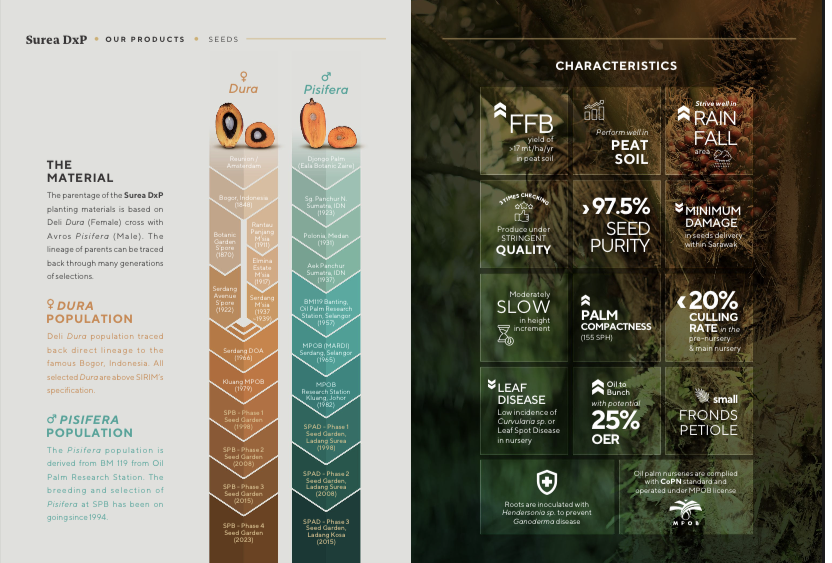 Surea DxP • OUR PRODUCTS • SEEDS
THE
MATERIAL
The parentage of the Surea DxP
planting materials is based on
Deli Dura (Female) cross with
Avros Pisifera (Male). The
lineage of parents can be traced
back through many generations
of selections.
♀ DURA
POPULATION
Deli Dura population traced
back direct lineage to the
famous Bogor, Indonesia. All
selected Dura are above SIRIM's
specification.
♂ PISIFERA
POPULATION
The Pisifera population is
derived from BM 119 from Oil
Palm Research Station. The
breeding and selection of
Pisifera at SPB has been on
going since 1994.
♀
Dura
Reunion /
Amsterdam
Bogor, Indonesia
(1848)
Botanic
Garden
S'pore
(1870)
Serdang
Avenue
S'pore
(1922)
Rantau
Panjang
M'sia
(1911)
Elmina
Estate
M'sia
(1917)
Serdang
M'sia
(1937
-1939)
Serdang DOA
(1966)
Kluang MPOB
(1979)
SPB - Phase 1
Seed Garden
(1998)
SPB - Phase 2
Seed Garden
(2008)
SPB - Phase 3
Seed Garden
(2015)
SPB - Phase 4
Seed Garden
(2023)
♂
Pisifera
Djongo Palm
(Eala Botanic Zaire)
Sg. Panchur N.
Sumatra, IDN
(1923)
Polonia, Medan
(1931)
Aek Panchur
Sumatra, IDN
(1937)
BM119 Banting,
Oil Palm Research
Station, Selangor
(1957)
MPOB (MARDI)
Serdang, Selangor
(1965)
MPOB
Research Station
Kluang, Johor
(1982)
SPAD - Phase 1
Seed Garden,
Ladang Surea
(1998)
SPAD - Phase 2
Seed Garden,
Ladang Surea
(2008)
SPAD - Phase 3
Seed Garden,
Ladang Kosa
(2015)
CHARACTERISTICS
FFB
yield of
>17 mt/ha/yr
in peat soil
Perform well in
PEAT
SOIL
Strive well in
RAIN
FALL
area
3 TIMES CHECKING
Produce under
STRINGENT
QUALITY
› 97.5%
SEED
PURITY
MINIMUM
DAMAGE
in seeds delivery
within Sarawak
Moderately
SLOW
in height
increment
PALM
COMPACTNESS
(155 SPH)
‹ 20%
CULLING
RATE in the
pre-nursery
& main nursery
LEAF
DISEASE
Low incidence of
Curvularia sp. or
Leaf Spot Disease
in nursery
Oil to
Bunch
with potential
25%
OER
small
FRONDS
PETIOLE
Roots are inoculated with
Hendersonia sp. to prevent
Ganoderma disease
Oil palm nurseries are complied
with CoPN standard and
operated under MPOB license
MPOB